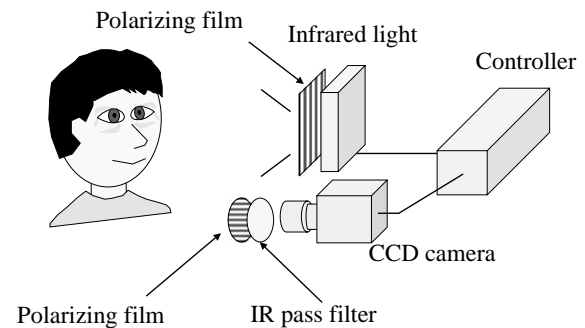 Polarizing film
Infrared light
Controller
CCD camera
Polarizing film
IR pass filter